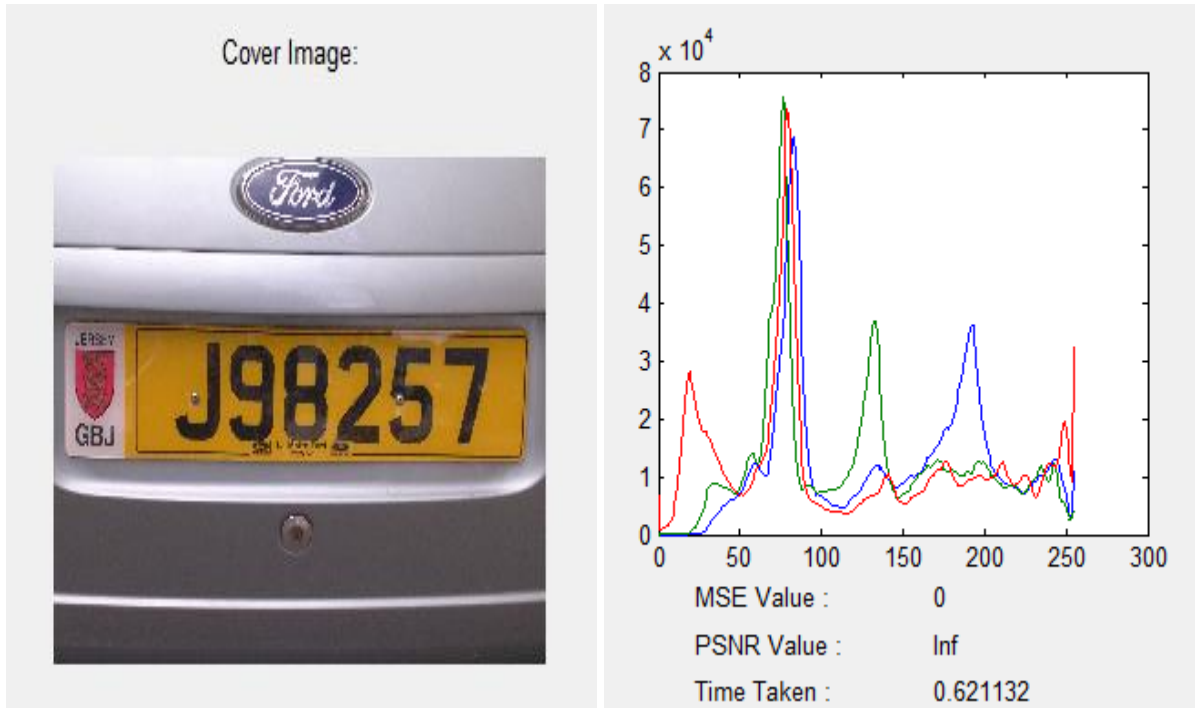 Cover Image:
Ford
JERSEY
GBJ
J98257
x 10^4
8
7
6
5
4
3
2
1
0
0 50 100 150 200 250 300
MSE Value : 0
PSNR Value : Inf
Time Taken : 0.621132